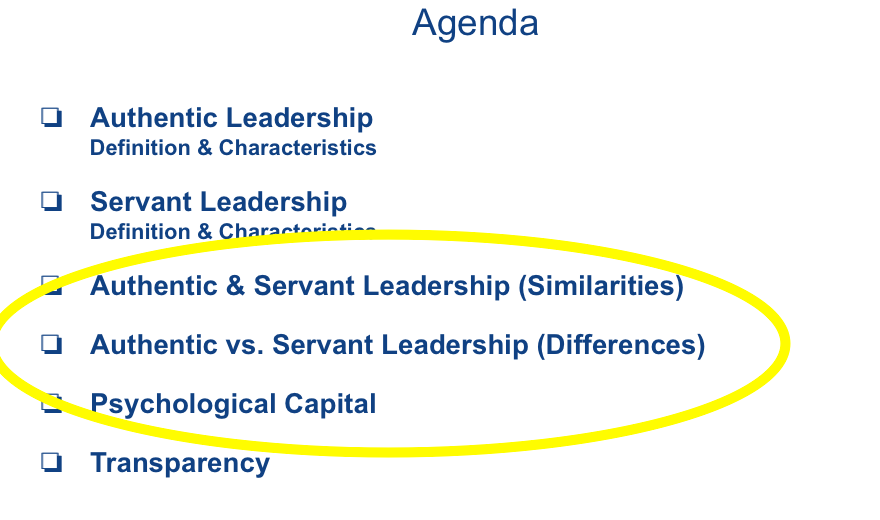 Agenda
❏ Authentic Leadership
Definition & Characteristics
❏ Servant Leadership
Definition & Characteristics
❏ Authentic & Servant Leadership (Similarities)
❏ Authentic vs. Servant Leadership (Differences)
❏ Psychological Capital
❏ Transparency